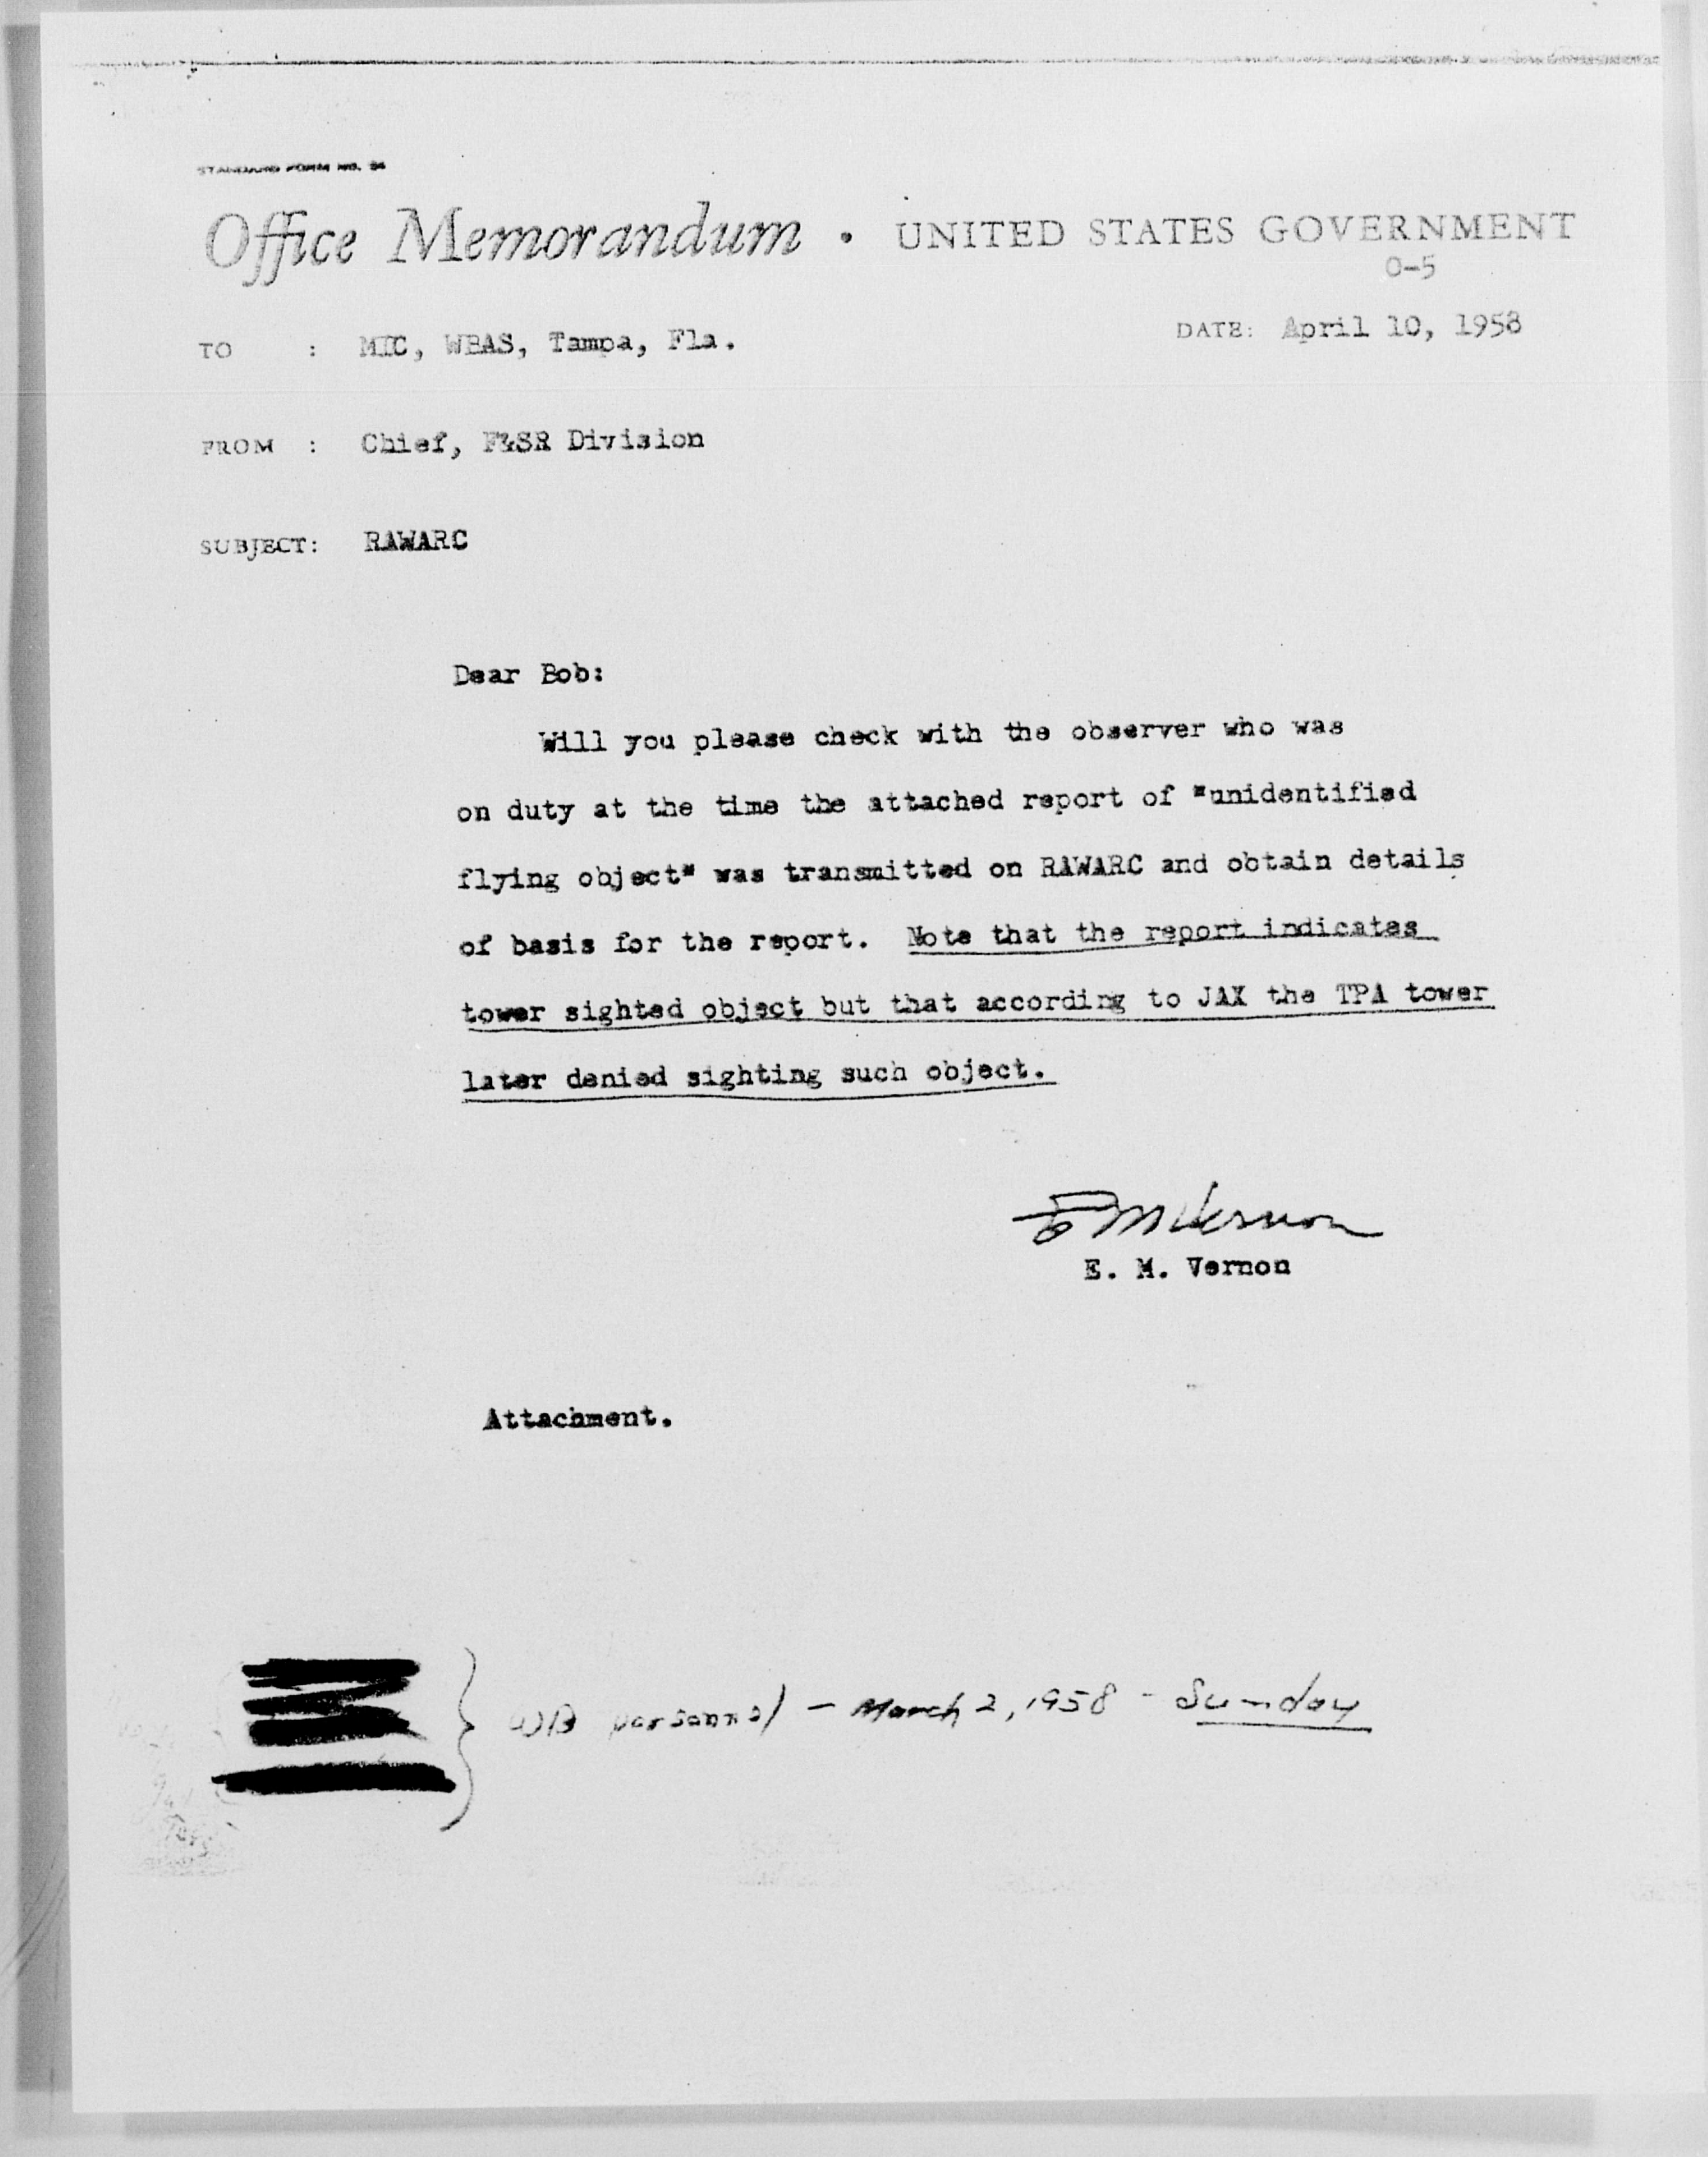 STANDARD FORM NO. 64
Office Memorandum • UNITED STATES GOVERNMENT
O-5
TO : MIC, WBAS, Tampa, Fla.
DATE: April 10, 1958
FROM : Chief, F&SR Division
SUBJECT: RAWARC
Dear Bob:
Will you please check with the observer who was
on duty at the time the attached report of "unidentified
flying object" was transmitted on RAWARC and obtain details
of basis for the report. Note that the report indicates
tower sighted object but that according to JAX the TPA tower
later denied sighting such object.
E M Vernon
E. M. Vernon
Attachment.
WB personnel - March 2, 1958 - Sunday